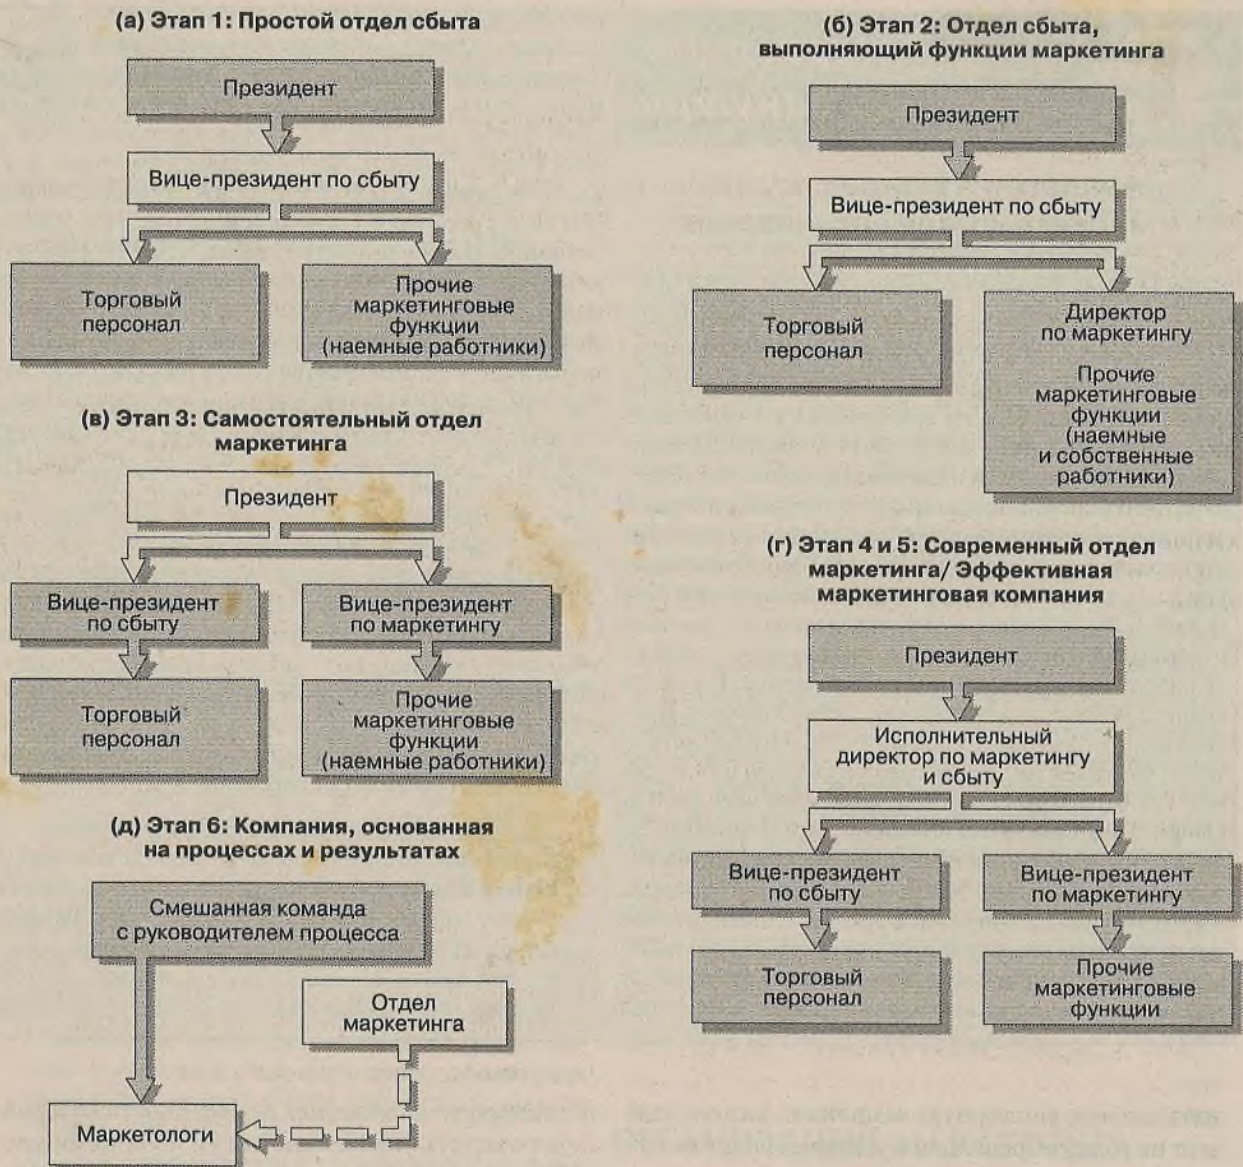 (а) Этап 1: Простой отдел сбыта
Президент
Вице-президент по сбыту
Торговый
персонал
Прочие
маркетинговые
функции
(наемные работники)
(б) Этап 2: Отдел сбыта,
выполняющий функции маркетинга
Президент
Вице-президент по сбыту
Торговый
персонал
Директор
по маркетингу
Прочие
маркетинговые
функции
(наемные
и собственные
работники)
(в) Этап 3: Самостоятельный отдел
маркетинга
Президент
Вице-президент
по сбыту
Вице-президент
по маркетингу
Торговый
персонал
Прочие
маркетинговые
функции
(наемные работники)
(г) Этап 4 и 5: Современный отдел
маркетинга/ Эффективная
маркетинговая компания
Президент
Исполнительный
директор по маркетингу
и сбыту
Вице-президент
по сбыту
Вице-президент
по маркетингу
Торговый
персонал
Прочие
маркетинговые
функции
(д) Этап 6: Компания, основанная
на процессах и результатах
Смешанная команда
с руководителем процесса
Отдел
маркетинга
Маркетологи